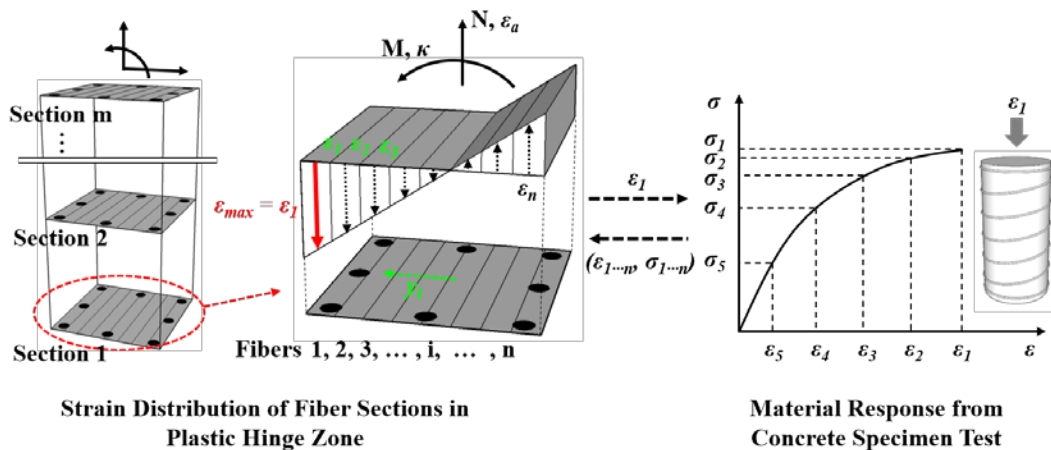 Section m
⋮
Section 2
Section 1
N, εₐ
M, κ
ε₁ ε₂ ε₃
εₙ
ε_max = ε₁
y_i
Fibers 1, 2, 3, … , i, … , n
ε₁
(ε₁...ₙ, σ₁...ₙ)
σ
σ₁
σ₂
σ₃
σ₄
σ₅
ε₅ ε₄ ε₃ ε₂ ε₁ ε
ε₁
Strain Distribution of Fiber Sections in
Plastic Hinge Zone
Material Response from
Concrete Specimen Test